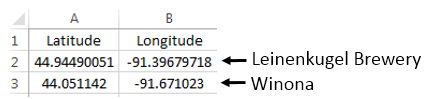 A B
1 Latitude Longitude
2 44.94490051 -91.39679718 Leinenkugel Brewery
3 44.051142 -91.671023 Winona